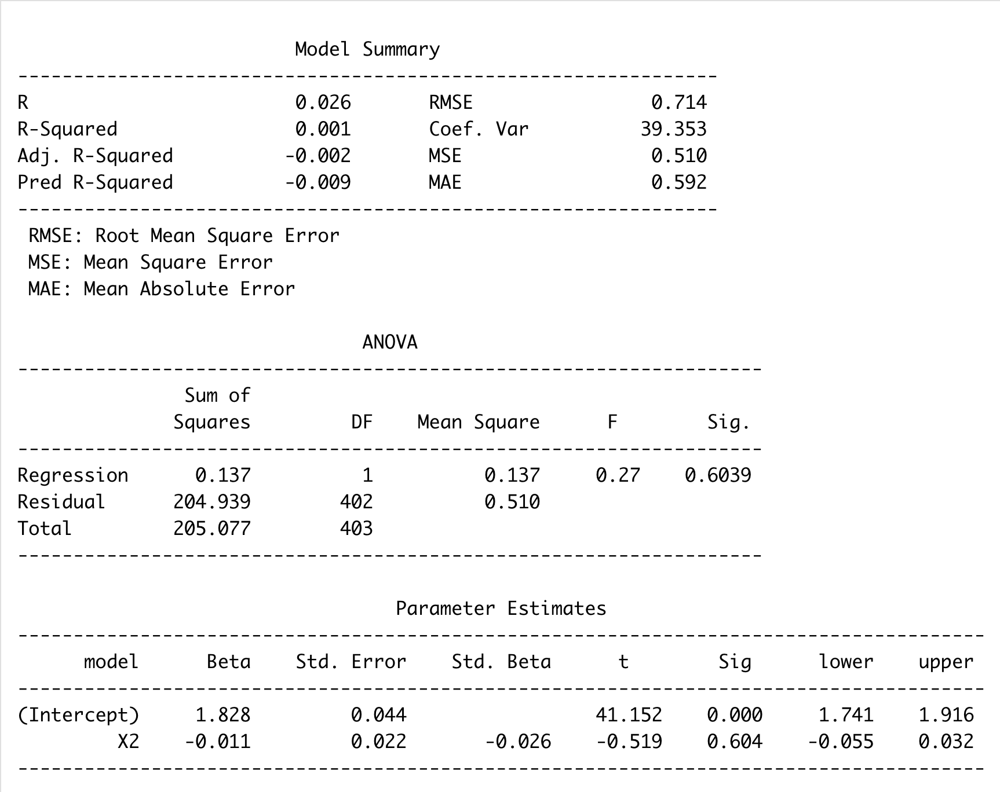 Model Summary
---------------------------------------------------------------
R                        0.026       RMSE                0.714
R-Squared                0.001       Coef. Var          39.353
Adj. R-Squared          -0.002       MSE                 0.510
Pred R-Squared          -0.009       MAE                 0.592
---------------------------------------------------------------
RMSE: Root Mean Square Error
MSE: Mean Square Error
MAE: Mean Absolute Error
ANOVA
-------------------------------------------------------------------
Sum of
Squares         DF    Mean Square      F        Sig.
-------------------------------------------------------------------
Regression      0.137          1          0.137    0.27    0.6039
Residual      204.939        402          0.510
Total         205.077        403
-------------------------------------------------------------------
Parameter Estimates
---------------------------------------------------------------------------------------
model      Beta    Std. Error    Std. Beta      t        Sig      lower    upper
---------------------------------------------------------------------------------------
(Intercept)     1.828         0.044                 41.152    0.000     1.741    1.916
X2    -0.011         0.022       -0.026    -0.519    0.604    -0.055    0.032
---------------------------------------------------------------------------------------